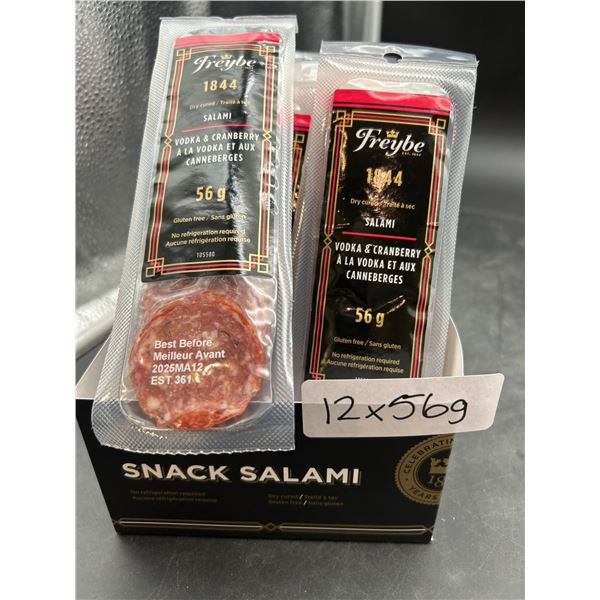 Freybe
1844
Dry cured / Traité à sec
SALAMI
VODKA & CRANBERRY
À LA VODKA ET AUX
CANNEBERGES
56 g
Gluten free / Sans gluten
No refrigeration required
Aucune réfrigération requise
105580
Best Before
Meilleur Avant
2025MA12
EST 361
Freybe
EST. 1844
1844
Dry cured / Traité à sec
SALAMI
VODKA & CRANBERRY
À LA VODKA ET AUX
CANNEBERGES
56 g
Gluten free / Sans gluten
No refrigeration required
Aucune réfrigération requise
12x56g
SNACK SALAMI
No refrigeration required
Aucune réfrigération requise
Dry cured / Traité à sec
Gluten free / Sans gluten
CELEBRATING
18
YEARS